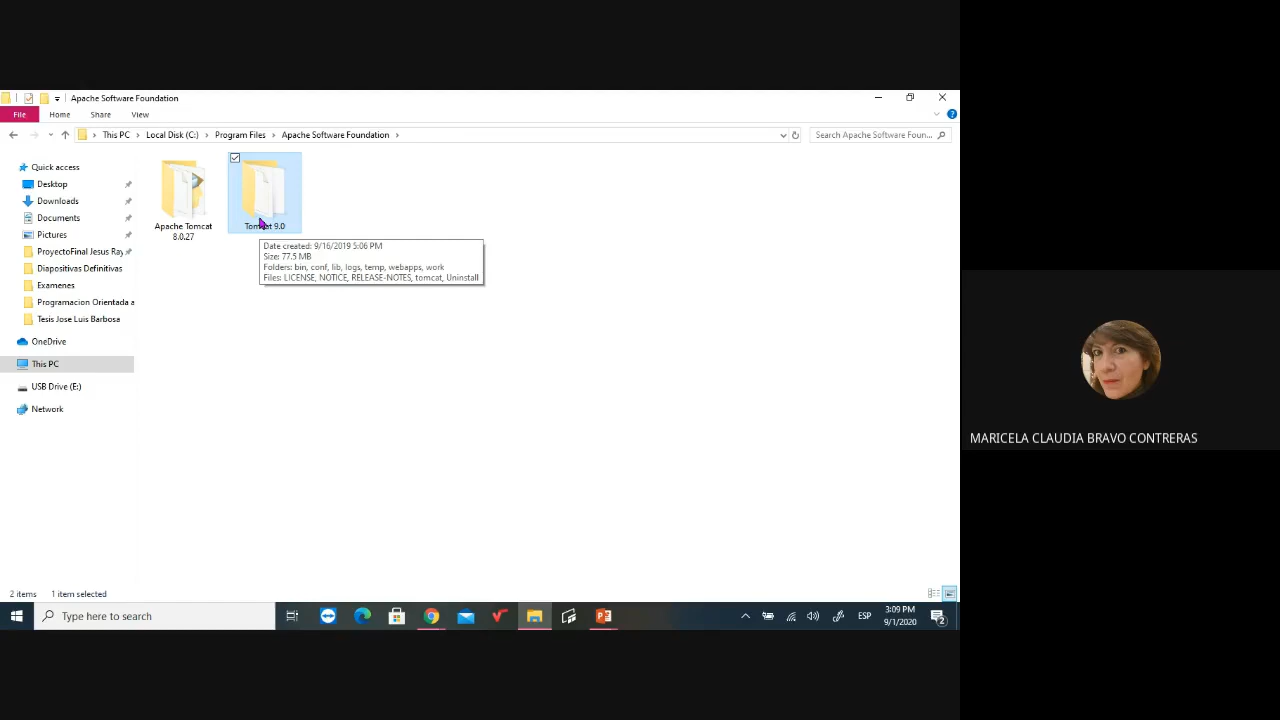 Apache Software Foundation
File Home Share View
This PC Local Disk (C:) Program Files Apache Software Foundation
Search Apache Software Foun...
Quick access
Desktop
Downloads
Documents
Pictures
ProyectoFinal Jesus Ray
Diapositivas Definitivas
Examenes
Programacion Orientada a
Tesis Jose Luis Barbosa
OneDrive
This PC
USB Drive (E:)
Network
Apache Tomcat
8.0.27
Tomcat 9.0
Date created: 9/16/2019 5:06 PM
Size: 77.5 MB
Folders: bin, conf, lib, logs, temp, webapps, work
Files: LICENSE, NOTICE, RELEASE-NOTES, tomcat, Uninstall
2 items 1 item selected
Type here to search
ESP
3:09 PM
9/1/2020
2
MARICELA CLAUDIA BRAVO CONTRERAS